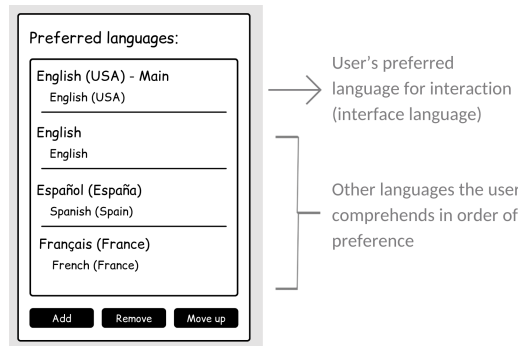 Preferred languages:
English (USA) - Main
English (USA)
English
English
Español (España)
Spanish (Spain)
Français (France)
French (France)
Add
Remove
Move up
User's preferred
language for interaction
(interface language)
Other languages the user
comprehends in order of
preference